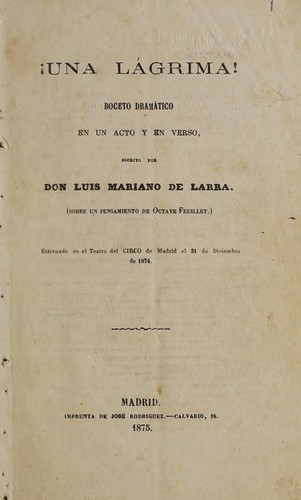 1
¡UNA LÁGRIMA!
BOCETO DRAMÁTICO
EN UN ACTO Y EN VERSO,
ESCRITO POR
DON LUIS MARIANO DE LARRA.
(SOBRE UN PENSAMIENTO DE OCTAVE FEUILLET.)
Estrenado en el Teatro del CIRCO de Madrid el 31 de Diciembre
de 1874.
MADRID.
IMPRENTA DE JOSÉ RODRIGUEZ.—CALVARIO, 18.
1875.